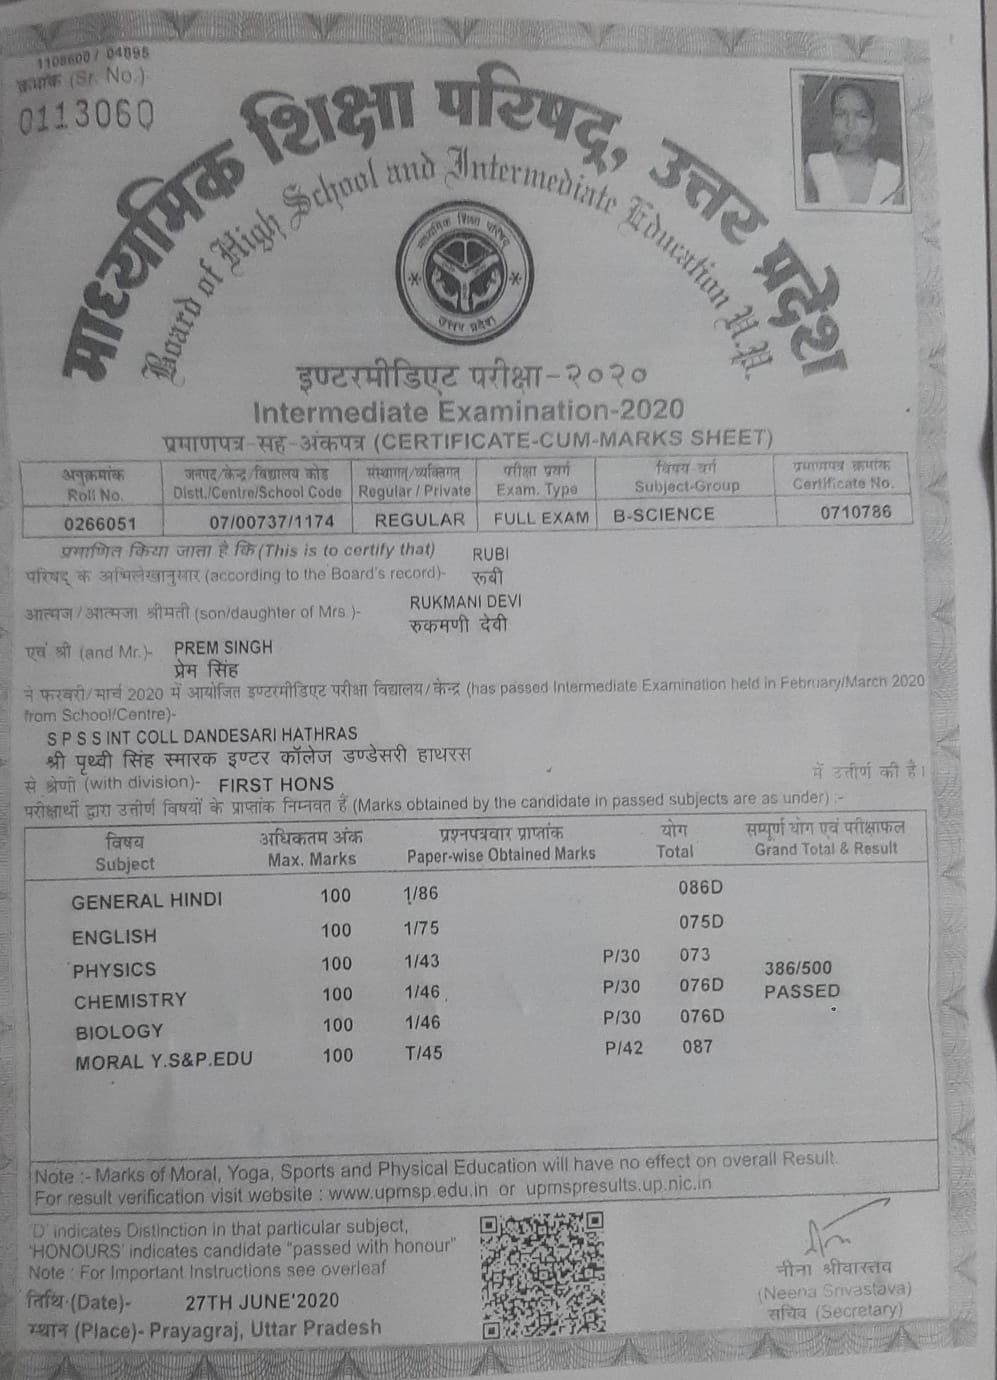 1108600 / 04895
क्रमांक (Sr. No.)
0113060
माध्यमिक शिक्षा परिषद्, उत्तर प्रदेश
Board of High School and Intermediate Education U.P.
माध्यमिक शिक्षा परिषद्
उत्तर प्रदेश
इण्टरमीडिएट परीक्षा-२०२०
Intermediate Examination-2020
प्रमाणपत्र-सह-अंकपत्र (CERTIFICATE-CUM-MARKS SHEET)
अनुक्रमांक जनपद/केन्द्र/विद्यालय कोड संस्थागत/व्यक्तिगत परीक्षा प्रवर्ग विषय वर्ग प्रमाणपत्र क्रमांक
Roll No. Distt./Centre/School Code Regular / Private Exam. Type Subject-Group Certificate No.
0266051 07/00737/1174 REGULAR FULL EXAM B-SCIENCE 0710786
प्रमाणित किया जाता है कि (This is to certify that) RUBI
परिषद् के अभिलेखानुसार (according to the Board's record)- रूबी
आत्मज/आत्मजा श्रीमती (son/daughter of Mrs )- RUKMANI DEVI
रुकमणी देवी
एवं श्री (and Mr.)- PREM SINGH
प्रेम सिंह
ने फरवरी/मार्च 2020 में आयोजित इण्टरमीडिएट परीक्षा विद्यालय/केन्द्र (has passed Intermediate Examination held in February/March 2020
from School/Centre)-
S P S S INT COLL DANDESARI HATHRAS
श्री पृथ्वी सिंह स्मारक इण्टर कॉलेज डण्डेसरी हाथरस
से श्रेणी (with division)- FIRST HONS में उत्तीर्ण की है।
परीक्षार्थी द्वारा उत्तीर्ण विषयों के प्राप्तांक निम्नवत हैं (Marks obtained by the candidate in passed subjects are as under) :-
विषय अधिकतम अंक प्रश्नपत्रवार प्राप्तांक योग सम्पूर्ण योग एवं परीक्षाफल
Subject Max. Marks Paper-wise Obtained Marks Total Grand Total & Result
GENERAL HINDI 100 1/86 086D
ENGLISH 100 1/75 075D
PHYSICS 100 1/43 P/30 073
386/500
CHEMISTRY 100 1/46 P/30 076D
PASSED
BIOLOGY 100 1/46 P/30 076D
MORAL Y.S&P.EDU 100 T/45 P/42 087
Note :- Marks of Moral, Yoga, Sports and Physical Education will have no effect on overall Result.
For result verification visit website : www.upmsp.edu.in or upmspresults.up.nic.in
'D' indicates Distinction in that particular subject,
'HONOURS' indicates candidate "passed with honour"
Note : For Important Instructions see overleaf
तिथि (Date)- 27TH JUNE'2020
स्थान (Place)- Prayagraj, Uttar Pradesh
नीना श्रीवास्तव
(Neena Srivastava)
सचिव (Secretary)